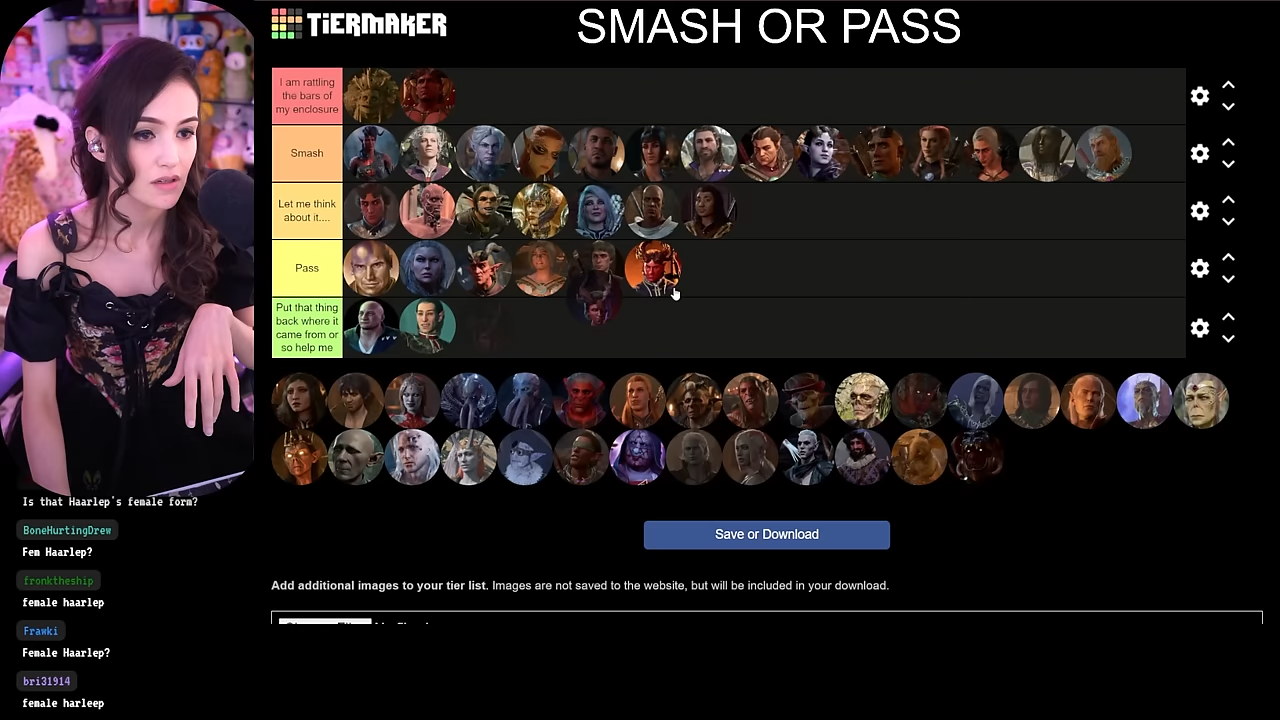 TiERMAKER
SMASH OR PASS
I am rattling
the bars of
my enclosure
Smash
Let me think
about it....
Pass
Put that thing
back where it
came from or
so help me
Save or Download
Add additional images to your tier list. Images are not saved to the website, but will be included in your download.
Is that Haarlep's female form?
BoneHurtingDrew
Fem Haarlep?
fronktheship
female haarlep
Frawki
Female Haarlep?
bri31914
female harleep